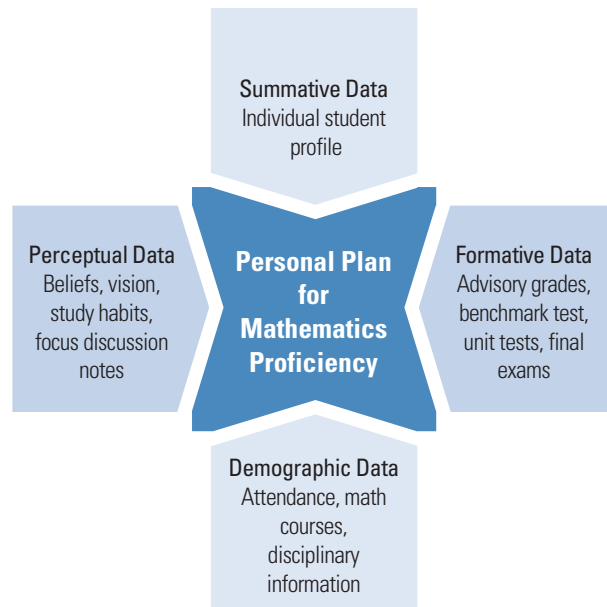 Summative Data
Individual student
profile
Perceptual Data
Beliefs, vision,
study habits,
focus discussion
notes
Personal Plan
for
Mathematics
Proficiency
Formative Data
Advisory grades,
benchmark test,
unit tests, final
exams
Demographic Data
Attendance, math
courses,
disciplinary
information